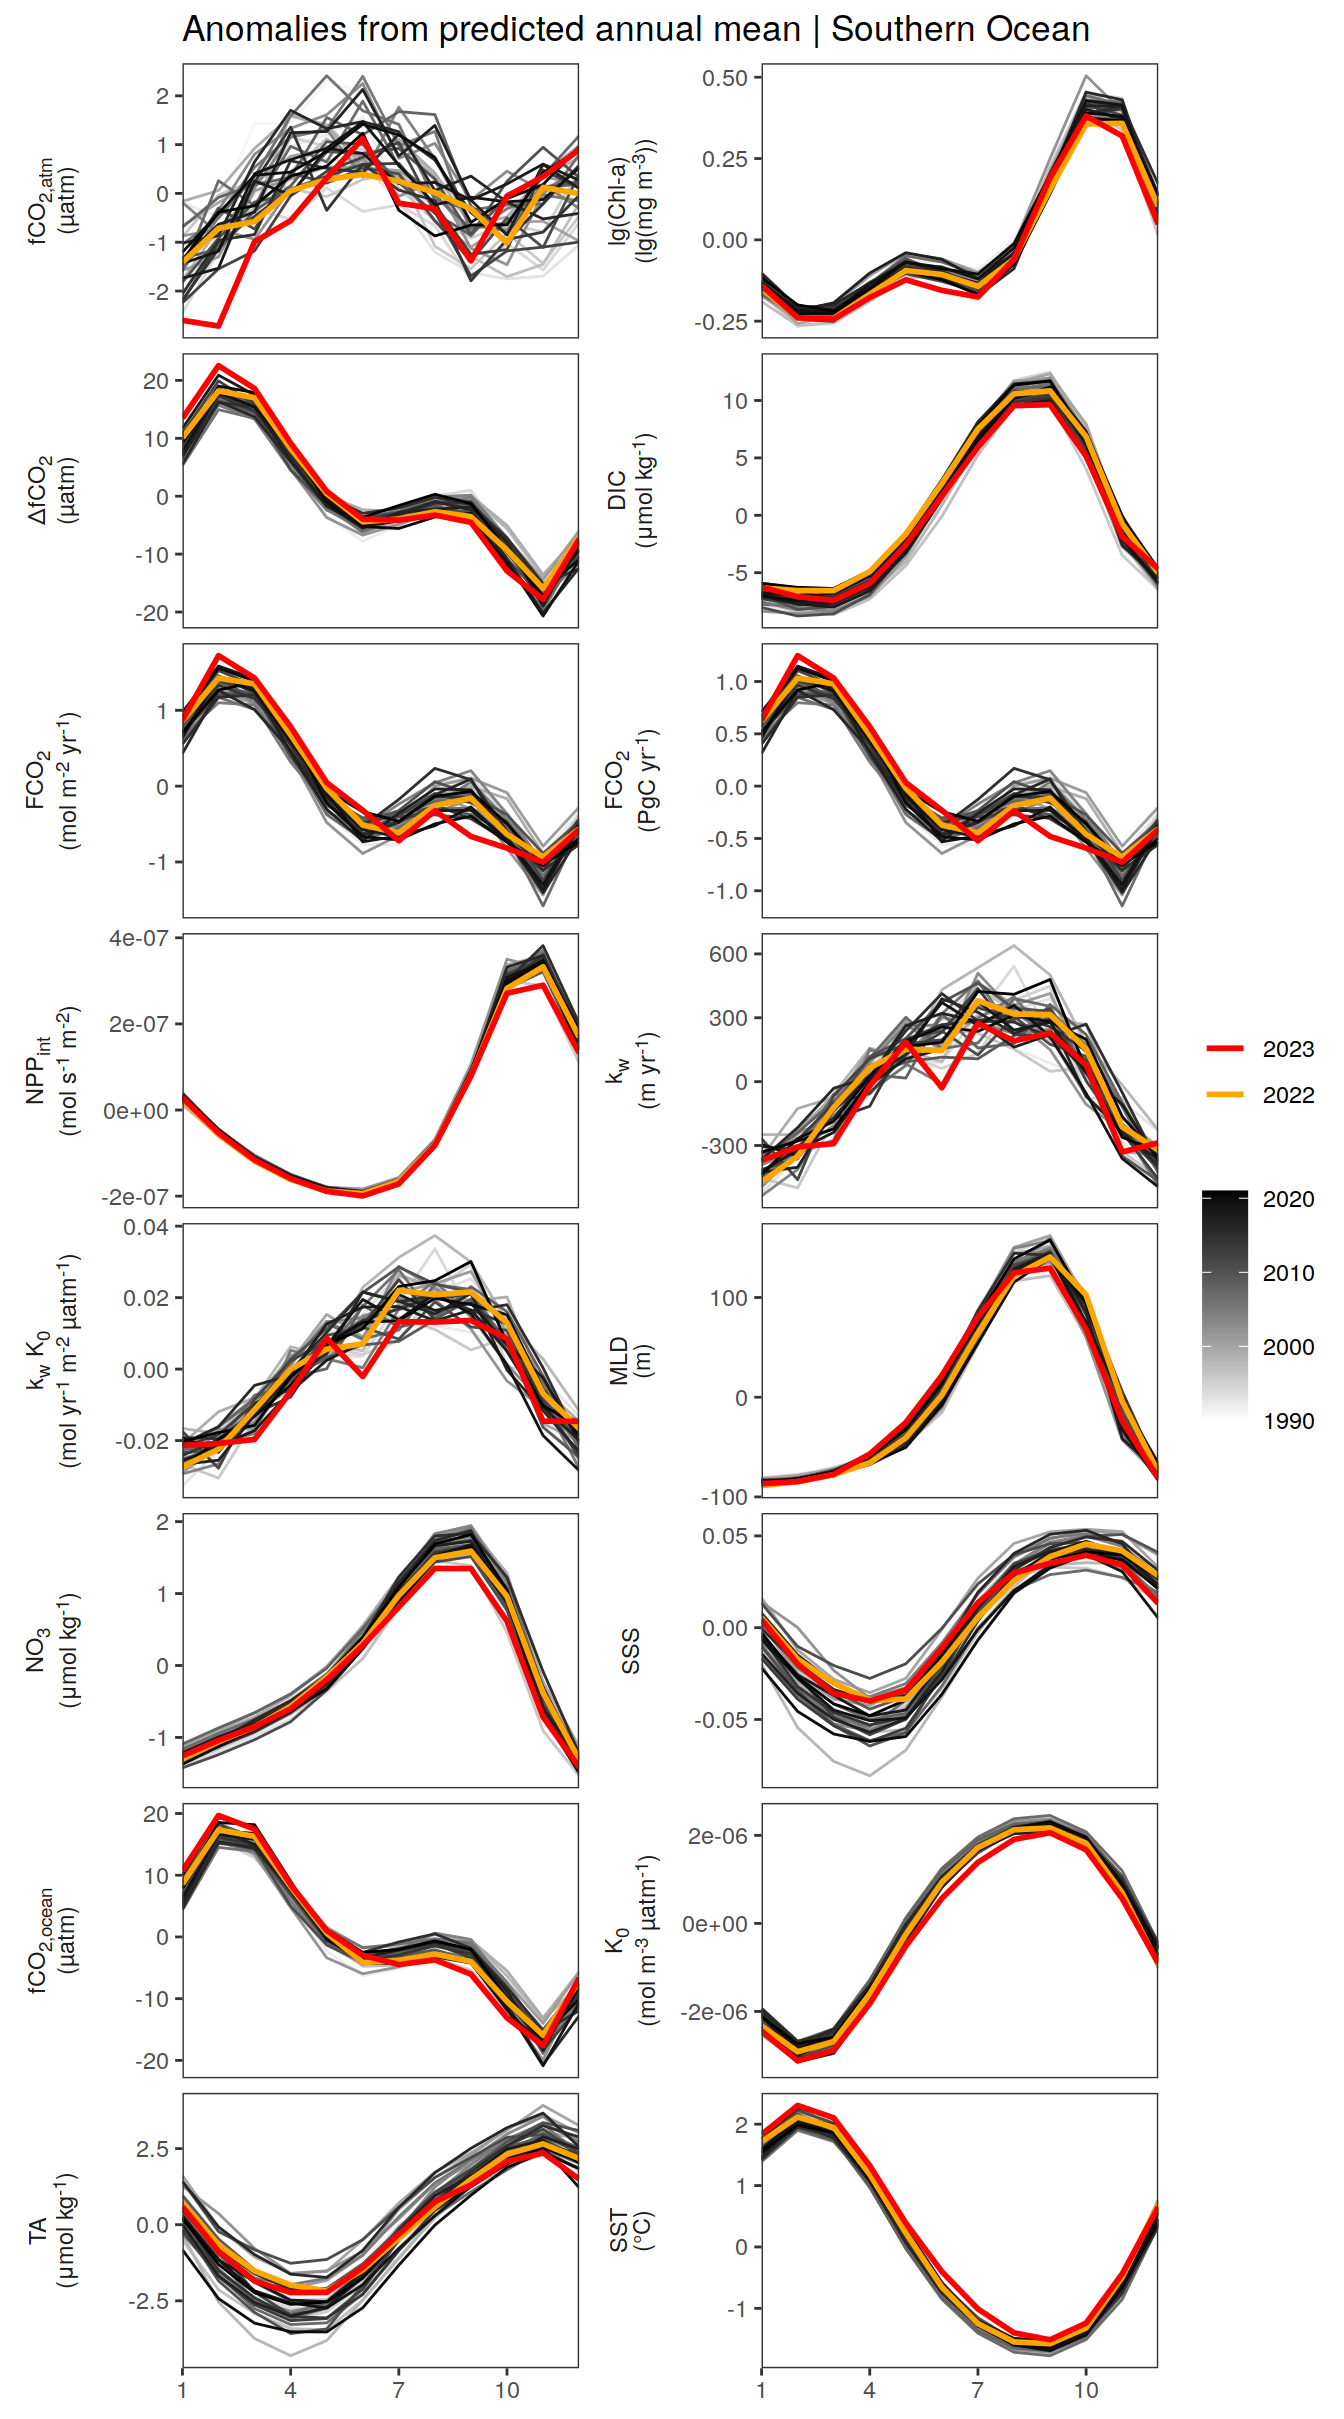 Anomalies from predicted annual mean | Southern Ocean
fCO2,atm
(µatm)
2
1
0
-1
-2
lg(Chl-a)
(lg(mg m-3))
0.50
0.25
0.00
-0.25
ΔfCO2
(µatm)
20
10
0
-10
-20
DIC
(µmol kg-1)
10
5
0
-5
FCO2
(mol m-2 yr-1)
1
0
-1
FCO2
(PgC yr-1)
1.0
0.5
0.0
-0.5
-1.0
NPPint
(mol s-1 m-2)
4e-07
2e-07
0e+00
-2e-07
kw
(m yr-1)
600
300
0
-300
kw K0
(mol yr-1 m-2 µatm-1)
0.04
0.02
0.00
-0.02
MLD
(m)
100
0
-100
NO3
(µmol kg-1)
2
1
0
-1
SSS
0.05
0.00
-0.05
fCO2,ocean
(µatm)
20
10
0
-10
-20
K0
(mol m-3 µatm-1)
2e-06
0e+00
-2e-06
TA
(µmol kg-1)
2.5
0.0
-2.5
SST
(°C)
2
1
0
-1
1 4 7 10
1 4 7 10
2023
2022
2020
2010
2000
1990